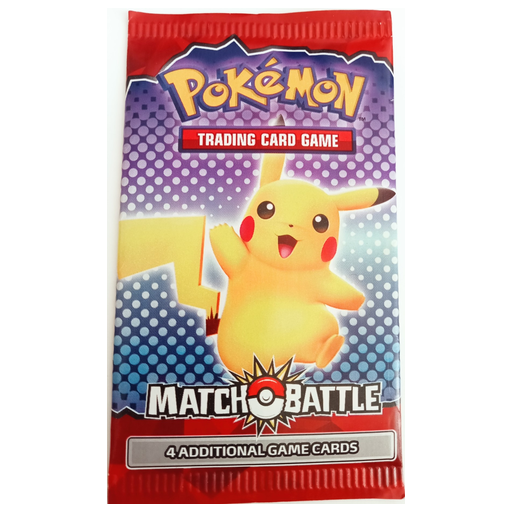 POKéMON
TRADING CARD GAME
MATCH BATTLE
4 ADDITIONAL GAME CARDS